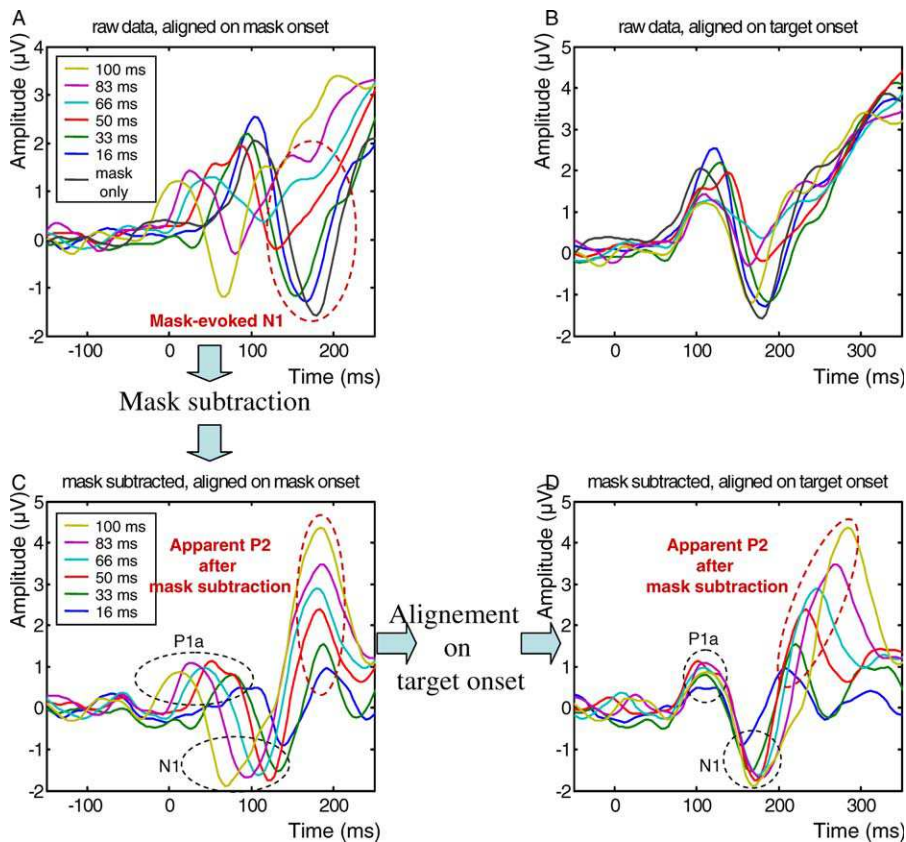 A
raw data, aligned on mask onset
Amplitude (µV)
4
3
2
1
0
-1
-2
100 ms
83 ms
66 ms
50 ms
33 ms
16 ms
mask
only
Mask-evoked N1
-100
0
100
200
Time (ms)
B
raw data, aligned on target onset
Amplitude (µV)
5
4
3
2
1
0
-1
-2
0
100
200
300
Time (ms)
Mask subtraction
C
mask subtracted, aligned on mask onset
Amplitude (µV)
5
4
3
2
1
0
-1
-2
100 ms
83 ms
66 ms
50 ms
33 ms
16 ms
Apparent P2
after
mask subtraction
P1a
N1
-100
0
100
200
Time (ms)
Alignement
on
target onset
D
mask subtracted, aligned on target onset
Amplitude (µV)
5
4
3
2
1
0
-1
-2
Apparent P2
after
mask subtraction
P1a
N1
0
100
200
300
Time (ms)